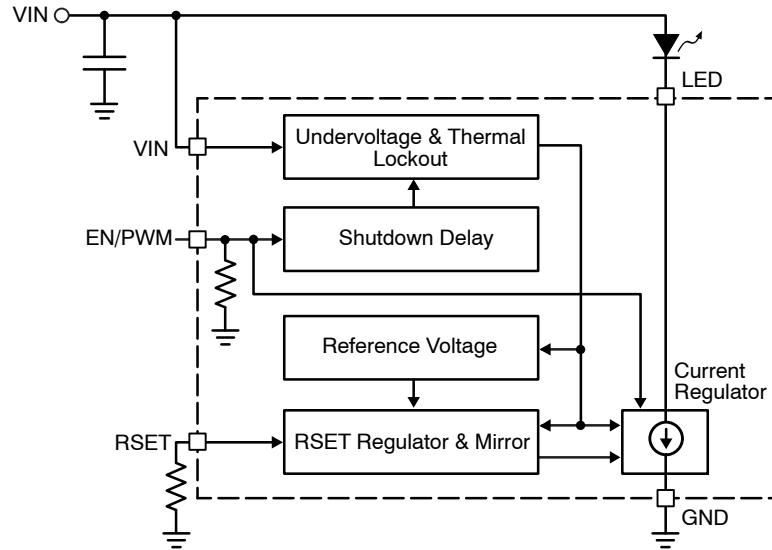 VIN
LED
VIN
Undervoltage & Thermal
Lockout
EN/PWM
Shutdown Delay
Reference Voltage
Current
Regulator
RSET
RSET Regulator & Mirror
GND